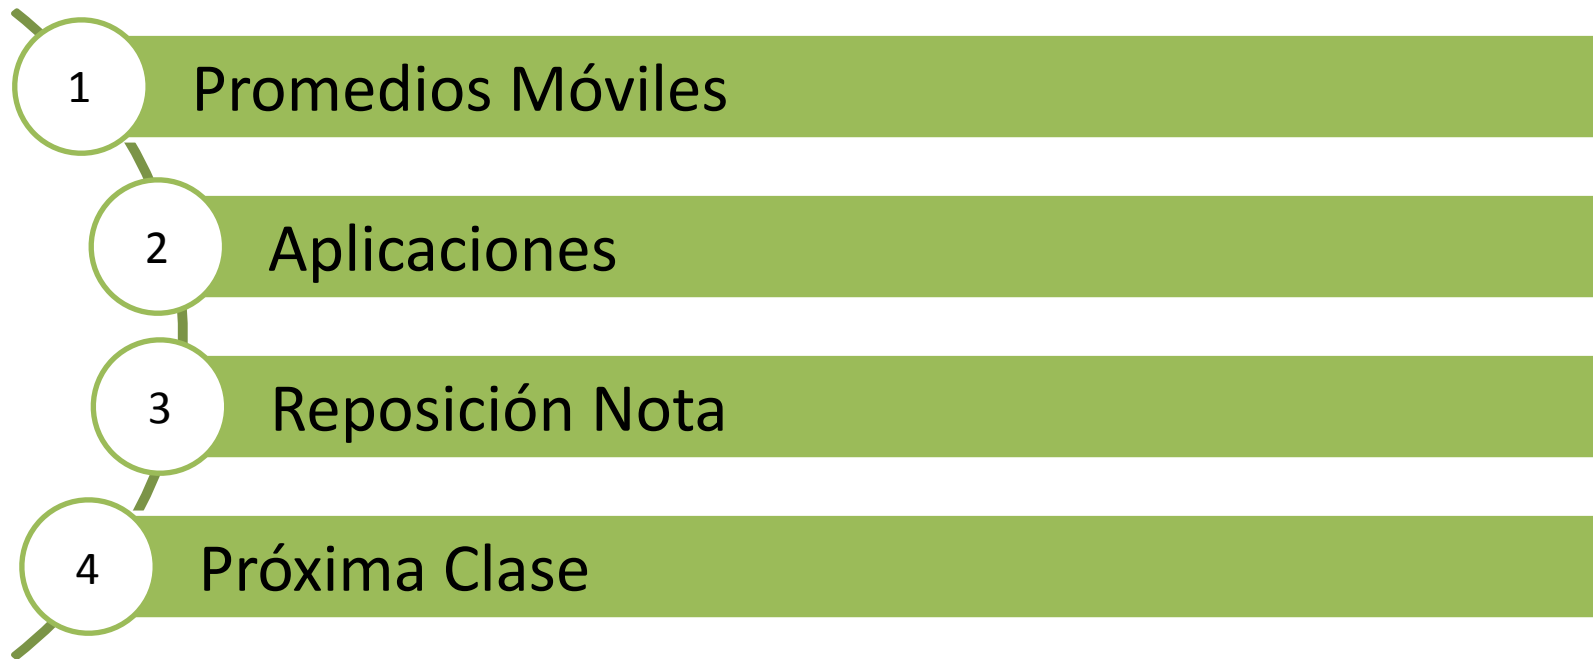 1 Promedios Móviles
2 Aplicaciones
3 Reposición Nota
4 Próxima Clase